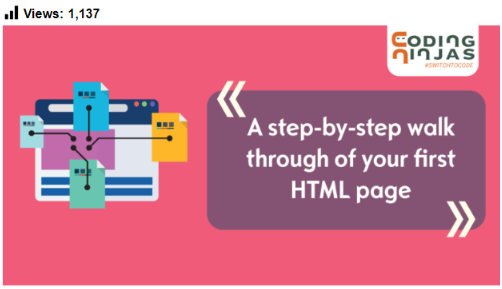 Views: 1,137
CODING
NINJAS
#SWITCHTOCODE
A step-by-step walk
through of your first
HTML page